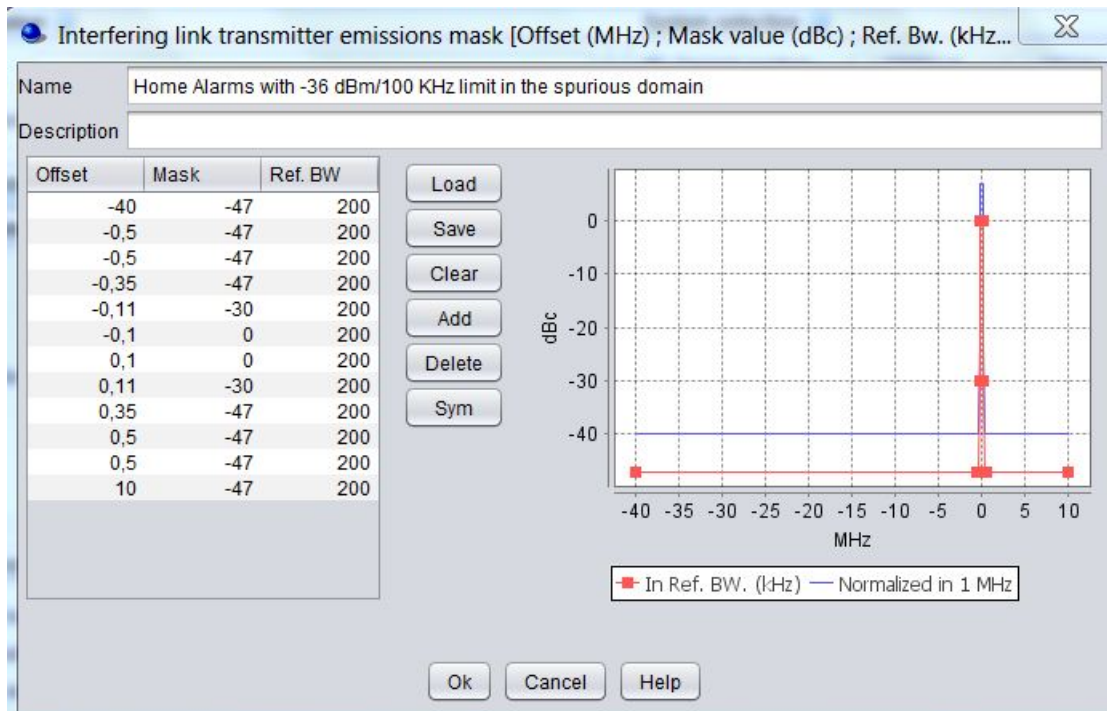 Interfering link transmitter emissions mask [Offset (MHz) ; Mask value (dBc) ; Ref. Bw. (kHz...
Name Home Alarms with -36 dBm/100 KHz limit in the spurious domain
Description
Offset Mask Ref. BW
-40 -47 200
-0,5 -47 200
-0,5 -47 200
-0,35 -47 200
-0,11 -30 200
-0,1 0 200
0,1 0 200
0,11 -30 200
0,35 -47 200
0,5 -47 200
0,5 -47 200
10 -47 200
Load
Save
Clear
Add
Delete
Sym
0
-10
-20
-30
-40
dBc
-40 -35 -30 -25 -20 -15 -10 -5 0 5 10
MHz
In Ref. BW. (kHz) Normalized in 1 MHz
Ok Cancel Help